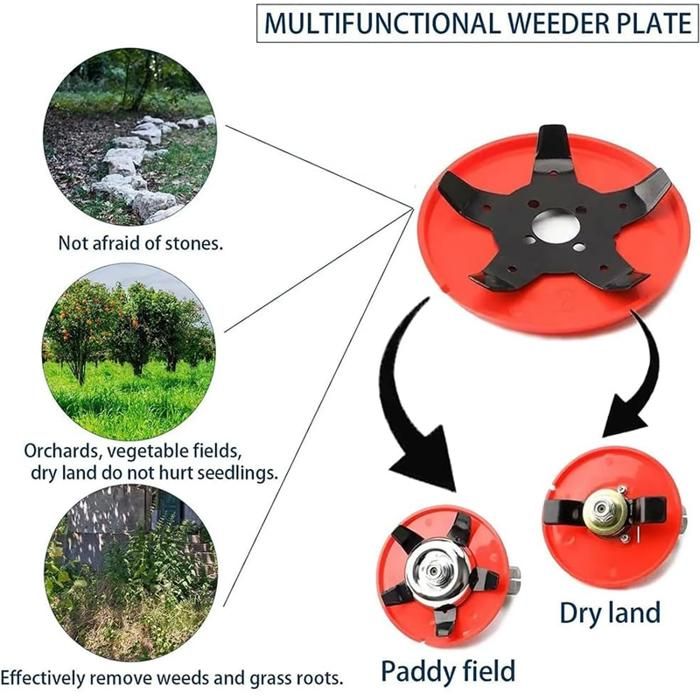 MULTIFUNCTIONAL WEEDER PLATE
Not afraid of stones.
Orchards, vegetable fields,
dry land do not hurt seedlings.
Effectively remove weeds and grass roots.
Paddy field
Dry land